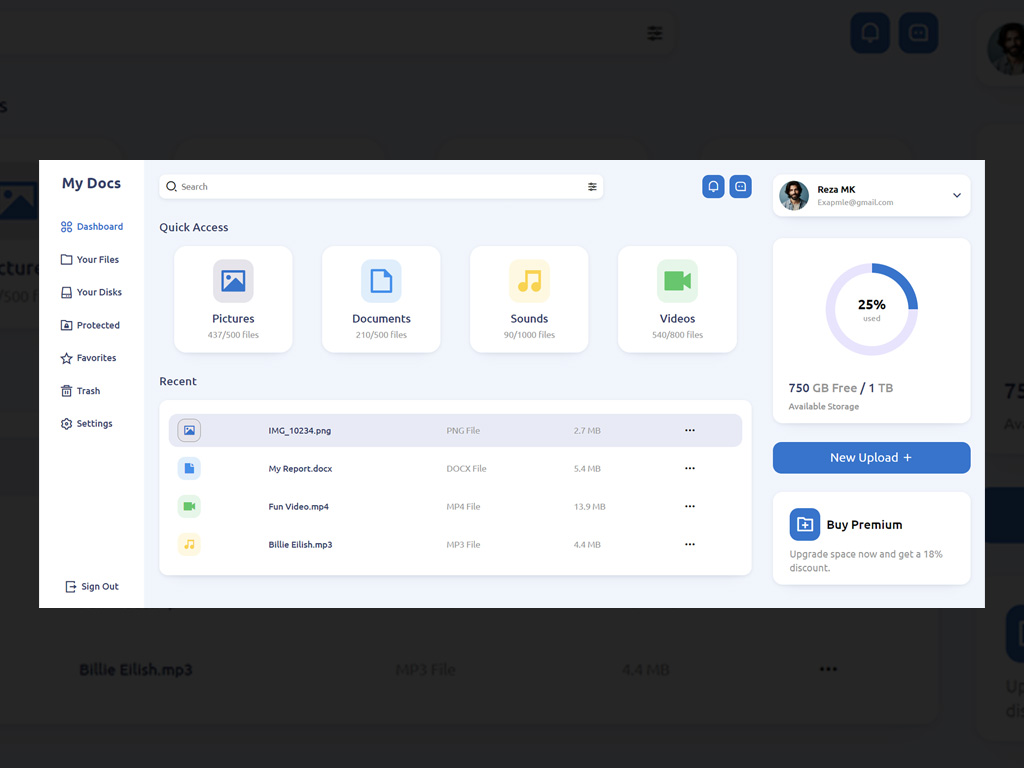 My Docs
Dashboard
Your Files
Your Disks
Protected
Favorites
Trash
Settings
Sign Out
Search
Quick Access
Pictures
437/500 files
Documents
210/500 files
Sounds
90/1000 files
Videos
540/800 files
Recent
IMG_10234.png PNG File 2.7 MB
My Report.docx DOCX File 5.4 MB
Fun Video.mp4 MP4 File 13.9 MB
Billie Eilish.mp3 MP3 File 4.4 MB
Reza MK
Exapmle@gmail.com
25%
used
750 GB Free / 1 TB
Available Storage
New Upload +
Buy Premium
Upgrade space now and get a 18%
discount.
Billie Eilish.mp3 MP3 File 4.4 MB